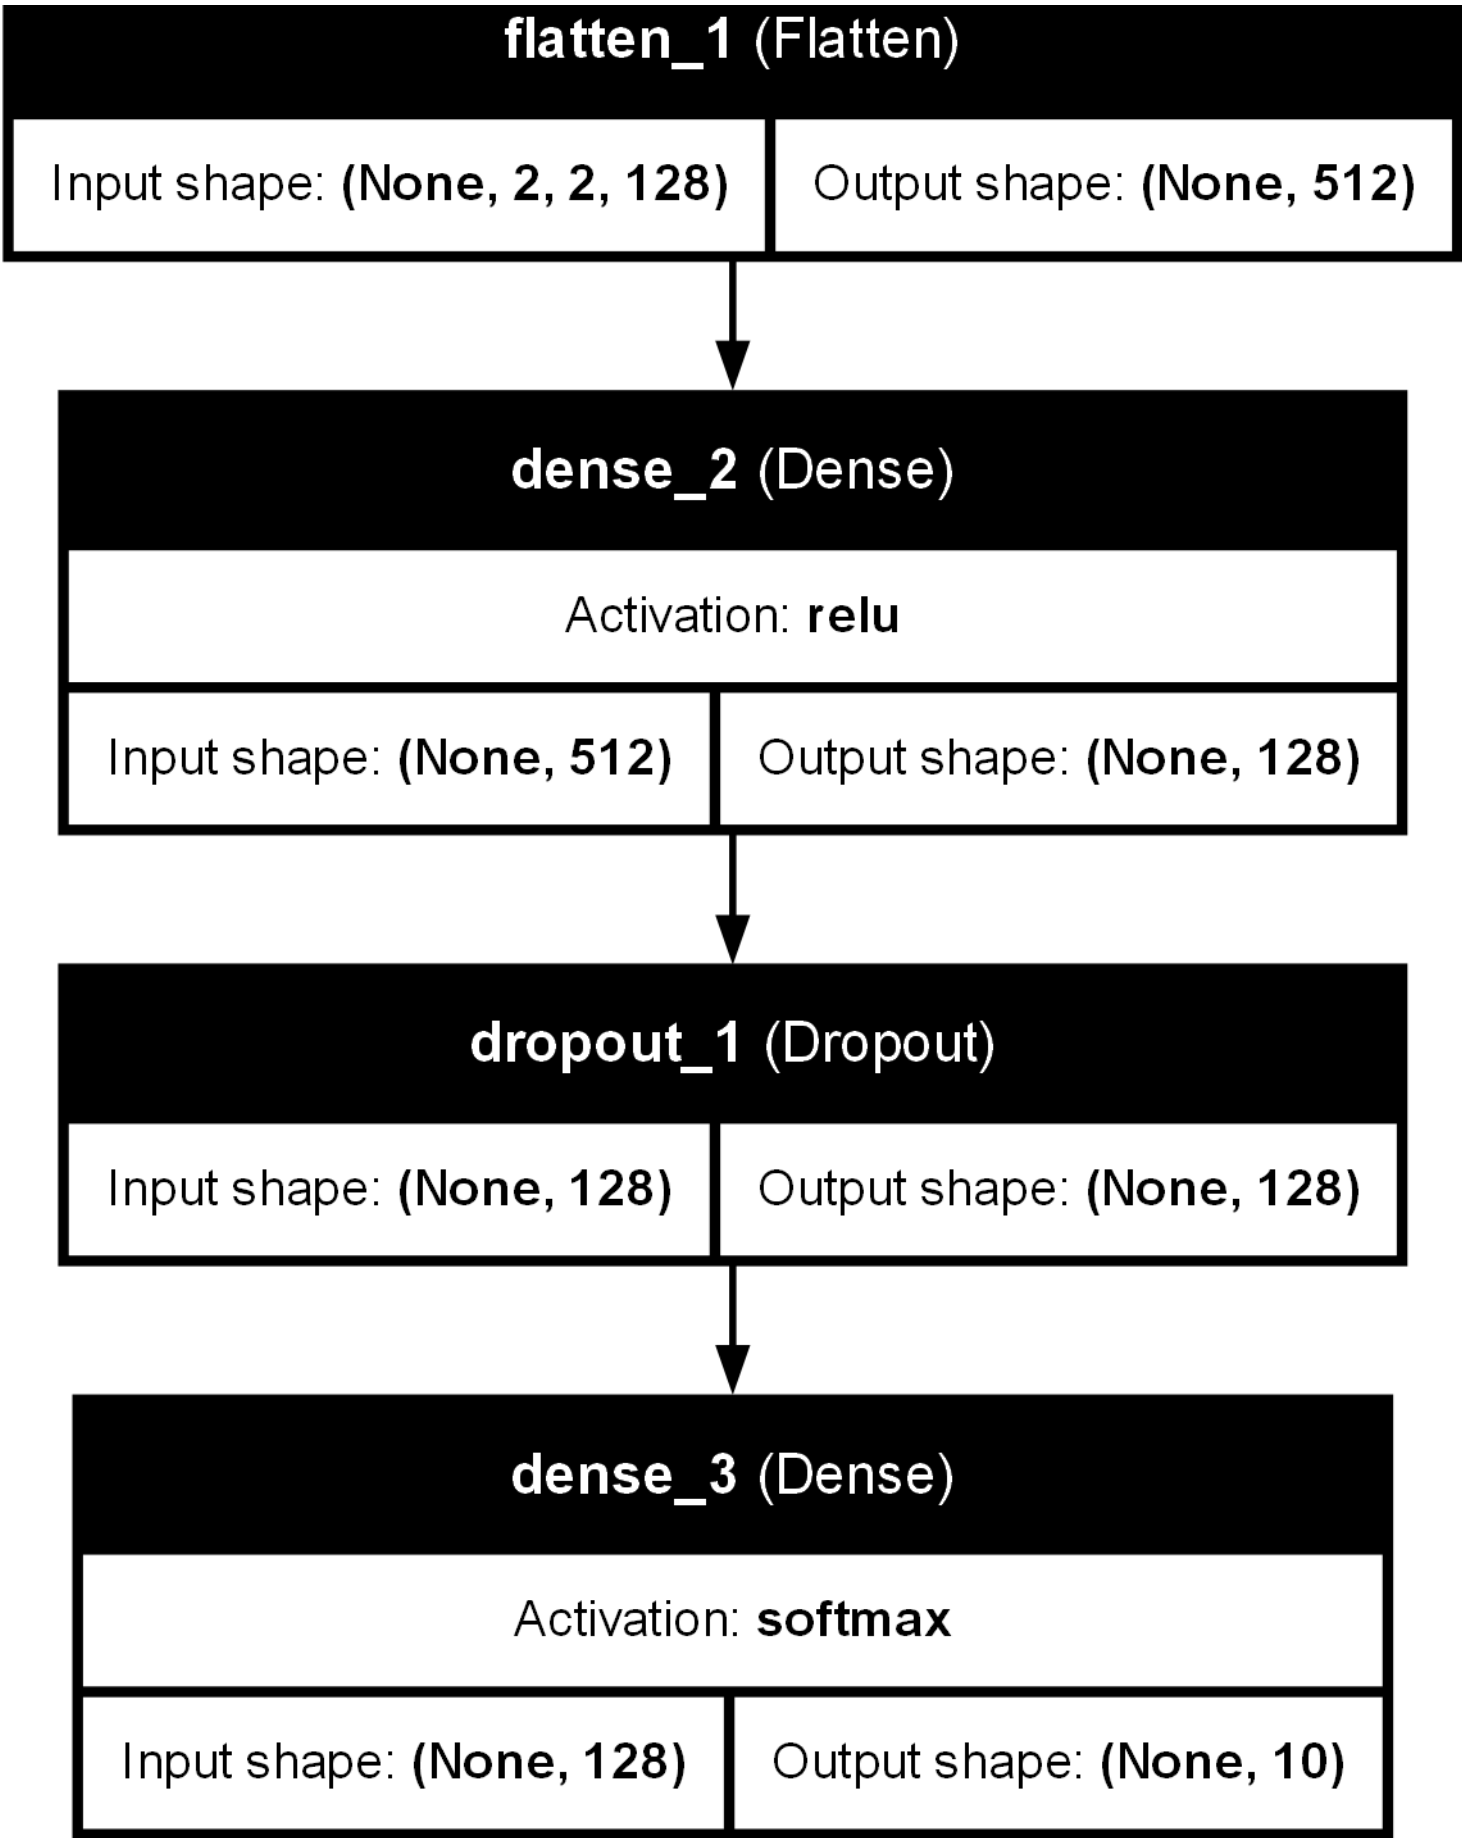 flatten_1 (Flatten)
Input shape: (None, 2, 2, 128) Output shape: (None, 512)
dense_2 (Dense)
Activation: relu
Input shape: (None, 512) Output shape: (None, 128)
dropout_1 (Dropout)
Input shape: (None, 128) Output shape: (None, 128)
dense_3 (Dense)
Activation: softmax
Input shape: (None, 128) Output shape: (None, 10)